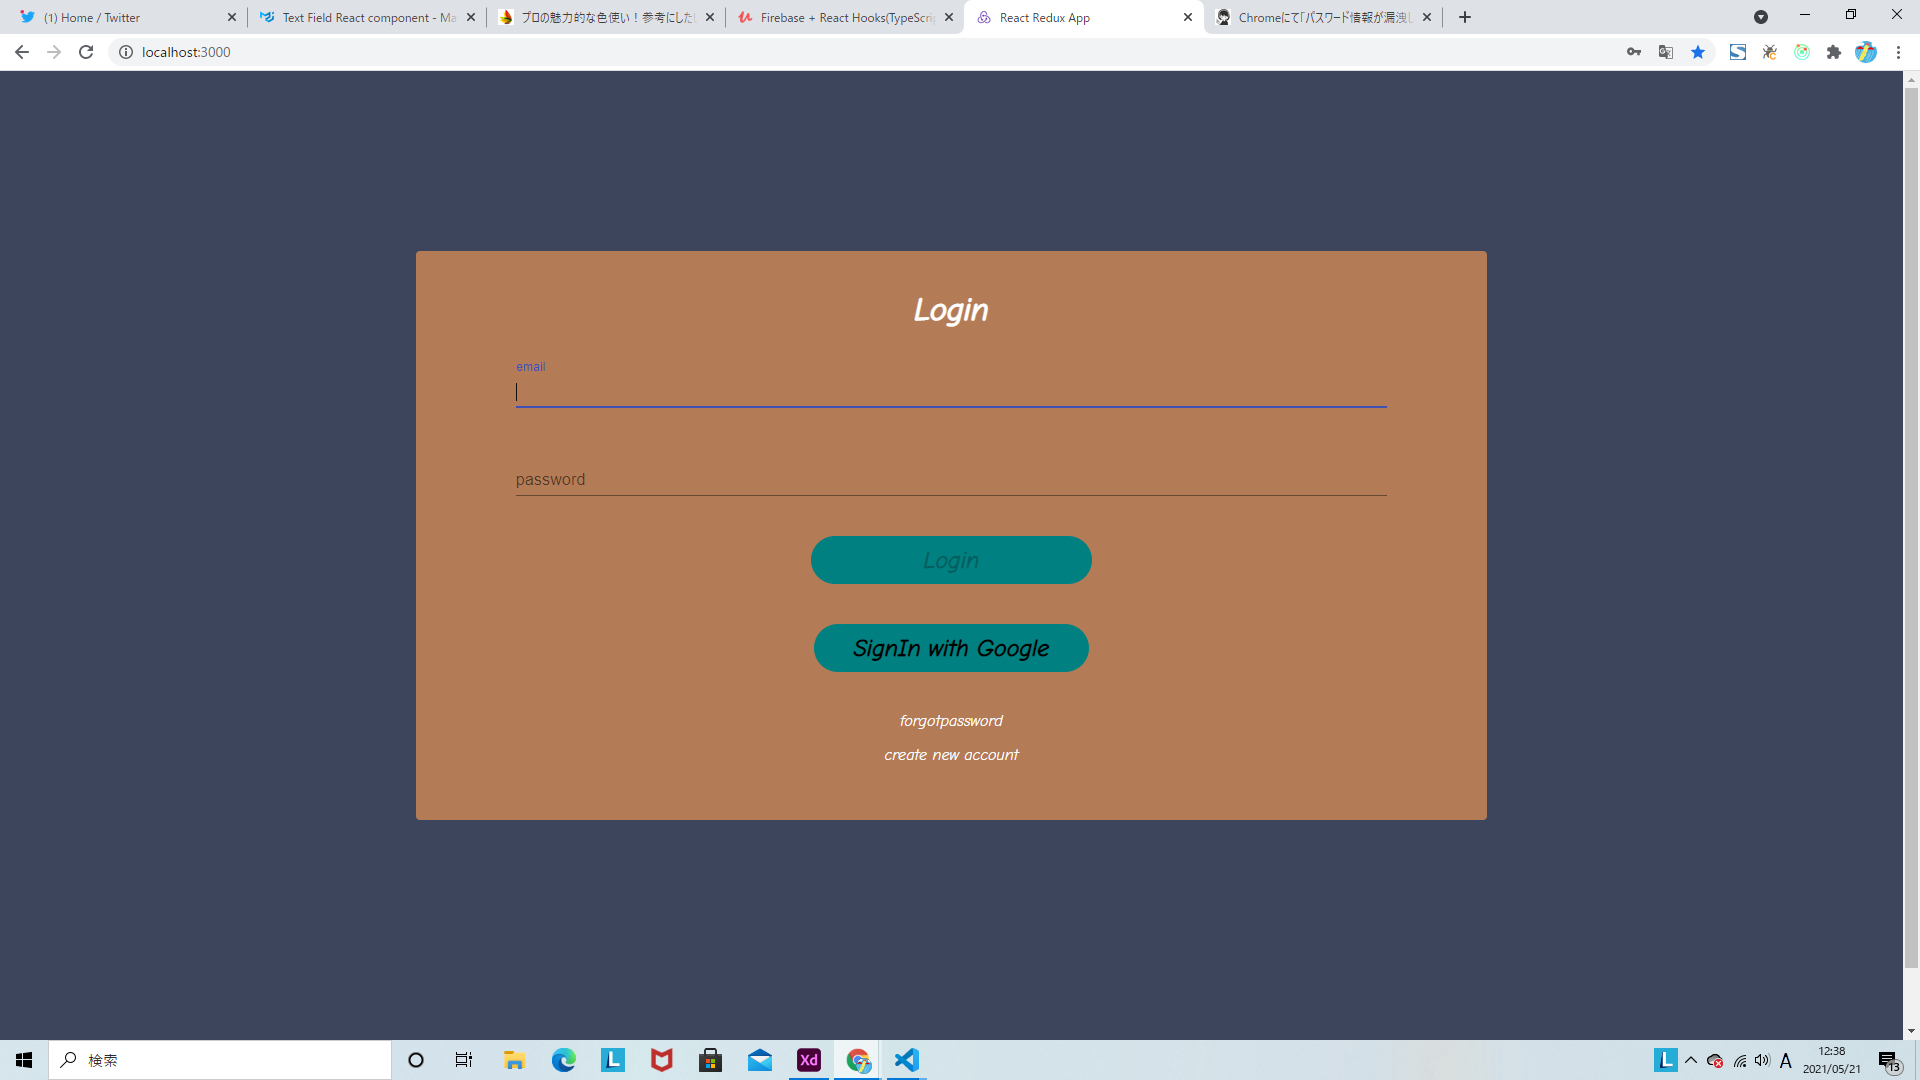 (1) Home / Twitter
Text Field React component - Ma
プロの魅力的な色使い！参考にした
Firebase + React Hooks(TypeScri
React Redux App
Chromeにて「パスワード情報が漏洩し
localhost:3000
Login
email
password
Login
SignIn with Google
forgotpassword
create new account
検索
L
Xd
L
A
12:38
2021/05/21
13